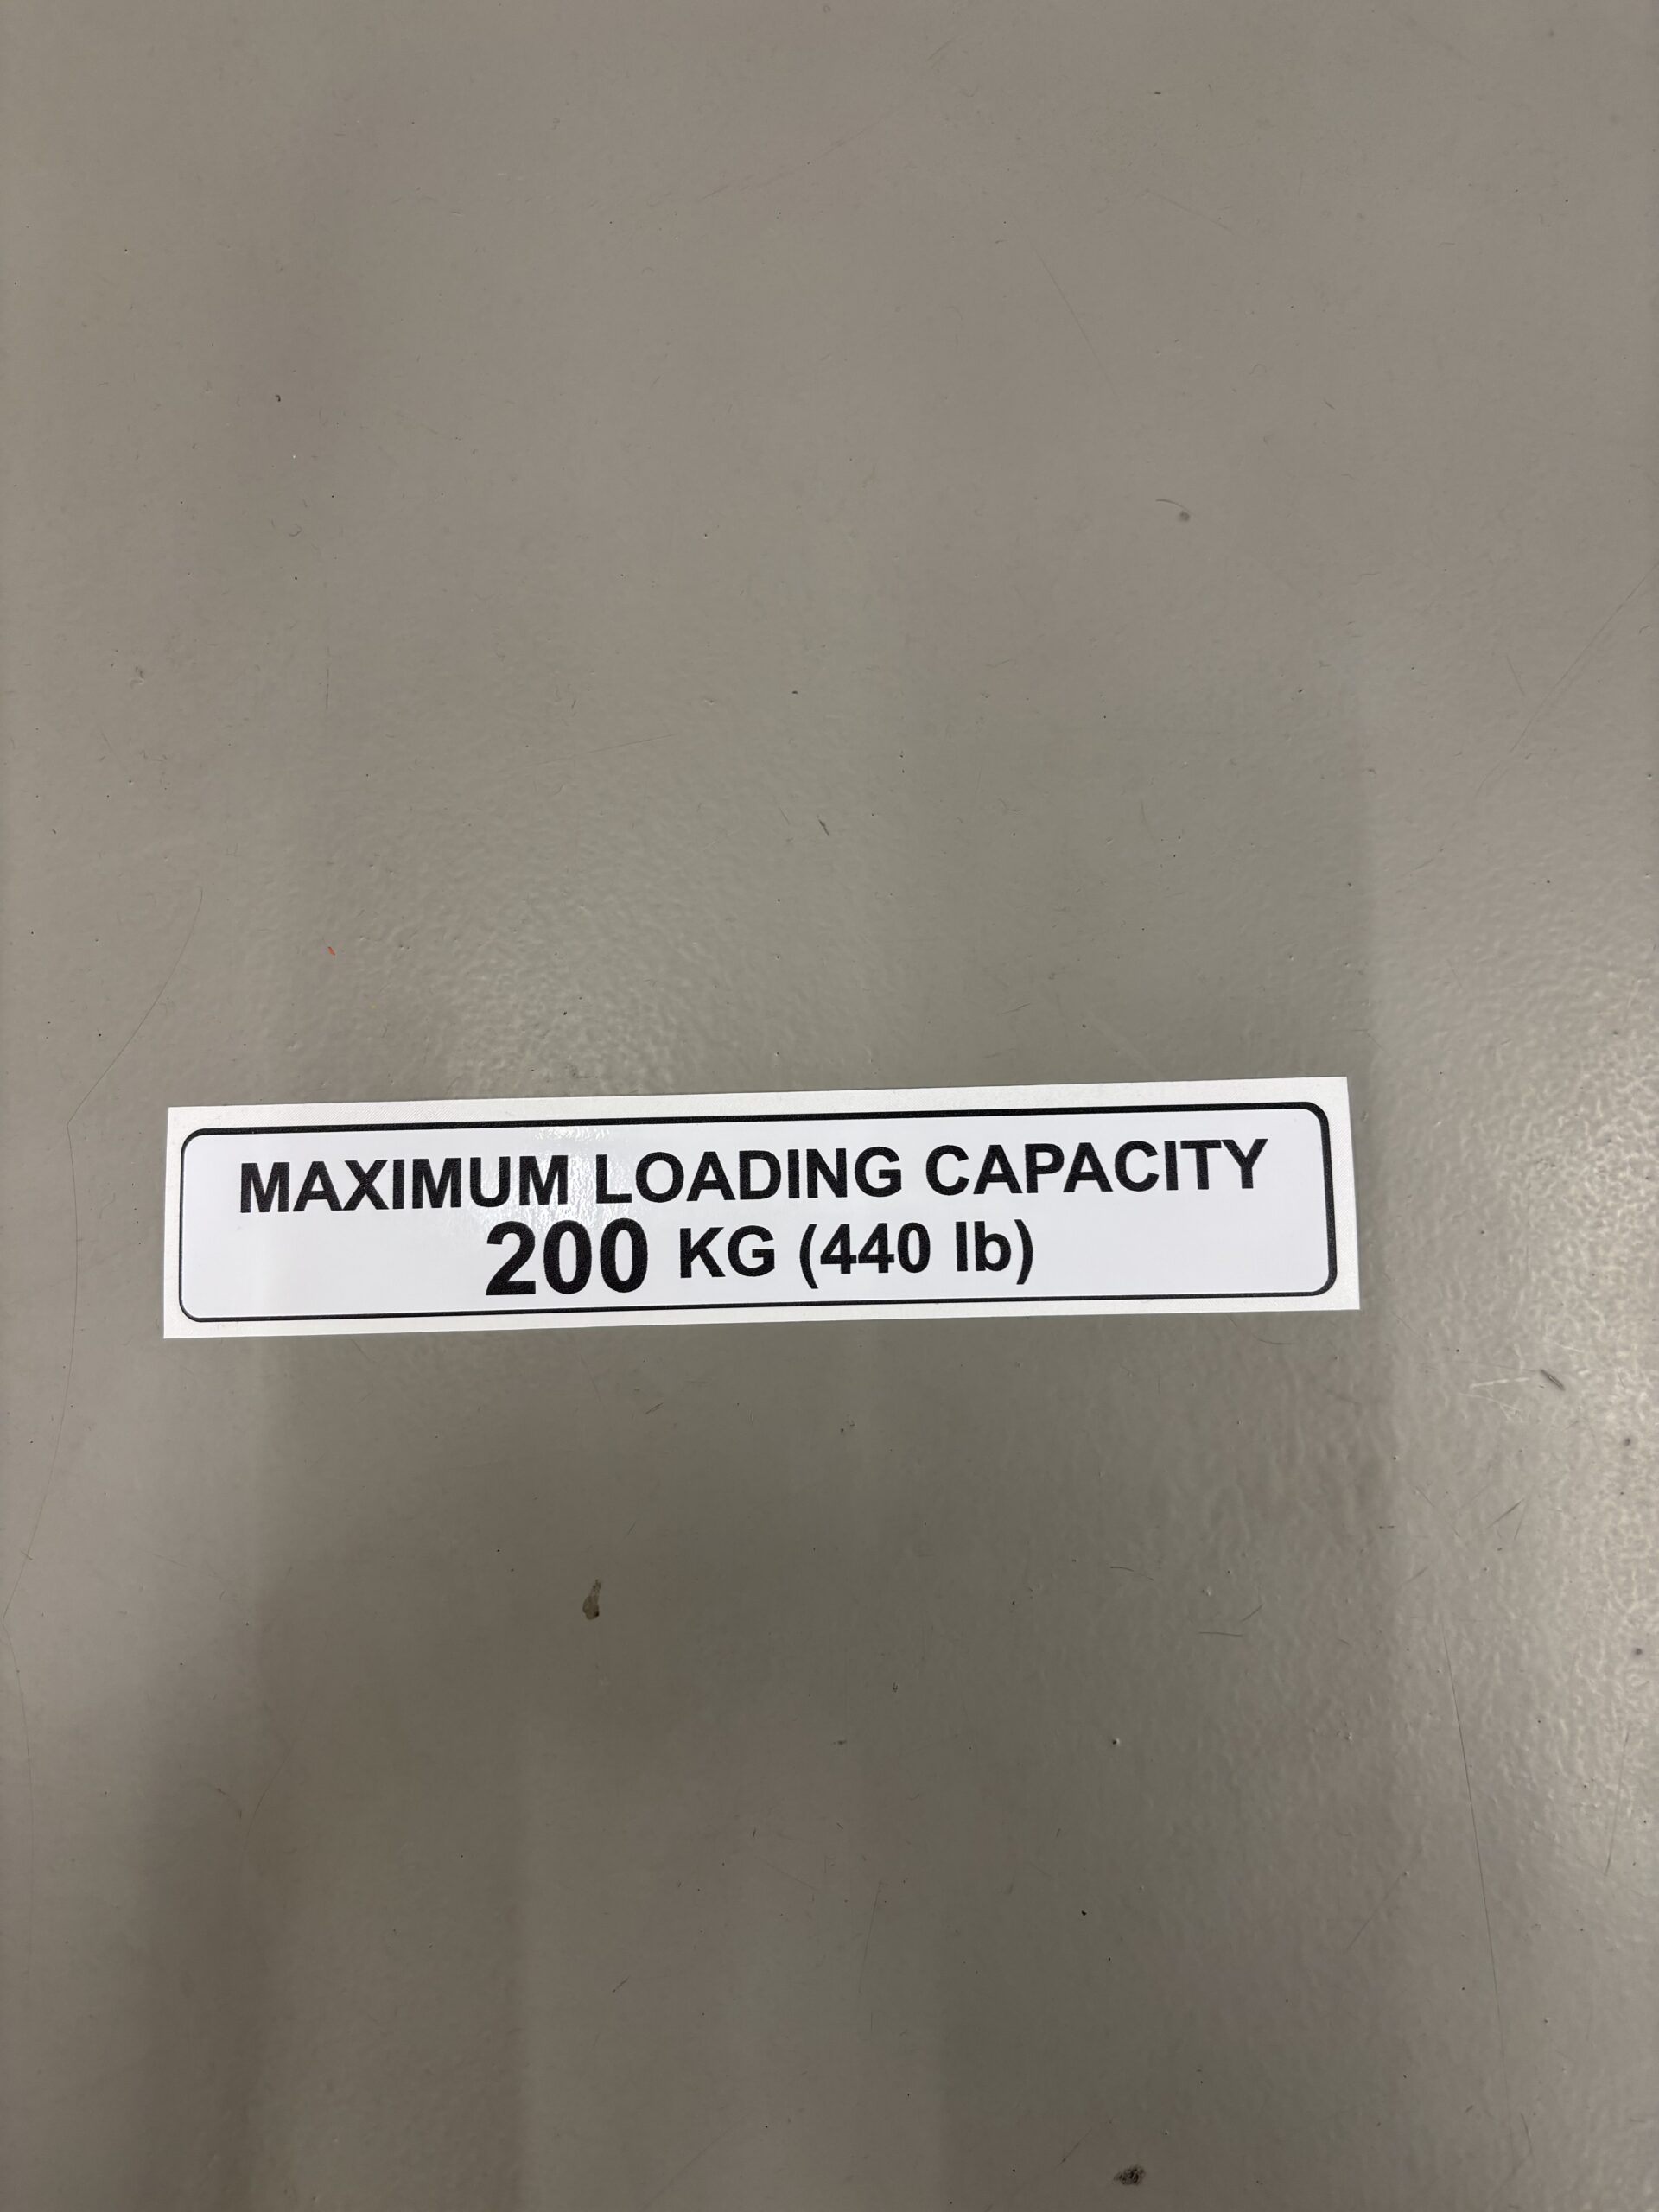 MAXIMUM LOADING CAPACITY
200 KG (440 lb)